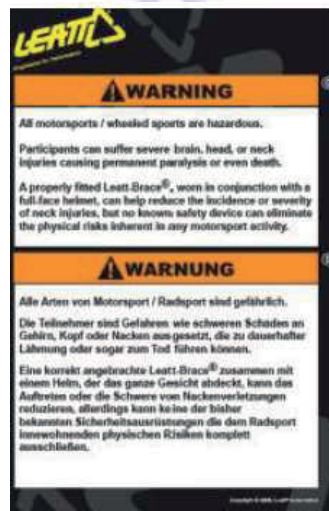 LEATT
WARNING
All motorsports / wheeled sports are hazardous.
Participants can suffer severe brain, head, or neck
injuries causing permanent paralysis or even death.
A properly fitted Leatt-Brace®, worn in conjunction with a
full-face helmet, can help reduce the incidence or severity
of neck injuries, but no known safety device can eliminate
the physical risks inherent in any motorsport activity.
WARNUNG
Alle Arten von Motorsport / Radsport sind gefährlich.
Die Teilnehmer sind Gefahren wie schweren Schäden an
Gehirn, Kopf oder Nacken ausgesetzt, die zu dauerhafter
Lähmung oder sogar zum Tod führen können.
Eine korrekt angebrachte Leatt-Brace® zusammen mit
einem Helm, der das ganze Gesicht abdeckt, kann das
Auftreten oder die Schwere von Nackenverletzungen
reduzieren, allerdings kann keine der bisher
bekannten Sicherheitsausrüstungen die dem Radsport
innewohnenden physischen Risiken komplett
ausschließen.